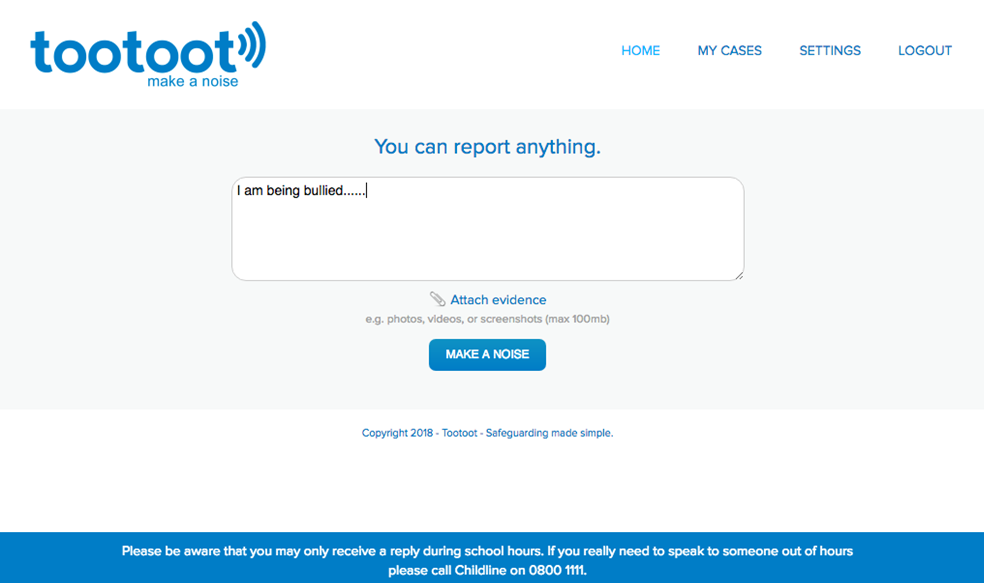 tootoot
make a noise
HOME MY CASES SETTINGS LOGOUT
You can report anything.
I am being bullied......
Attach evidence
e.g. photos, videos, or screenshots (max 100mb)
MAKE A NOISE
Copyright 2018 - Tootoot - Safeguarding made simple.
Please be aware that you may only receive a reply during school hours. If you really need to speak to someone out of hours
please call Childline on 0800 1111.